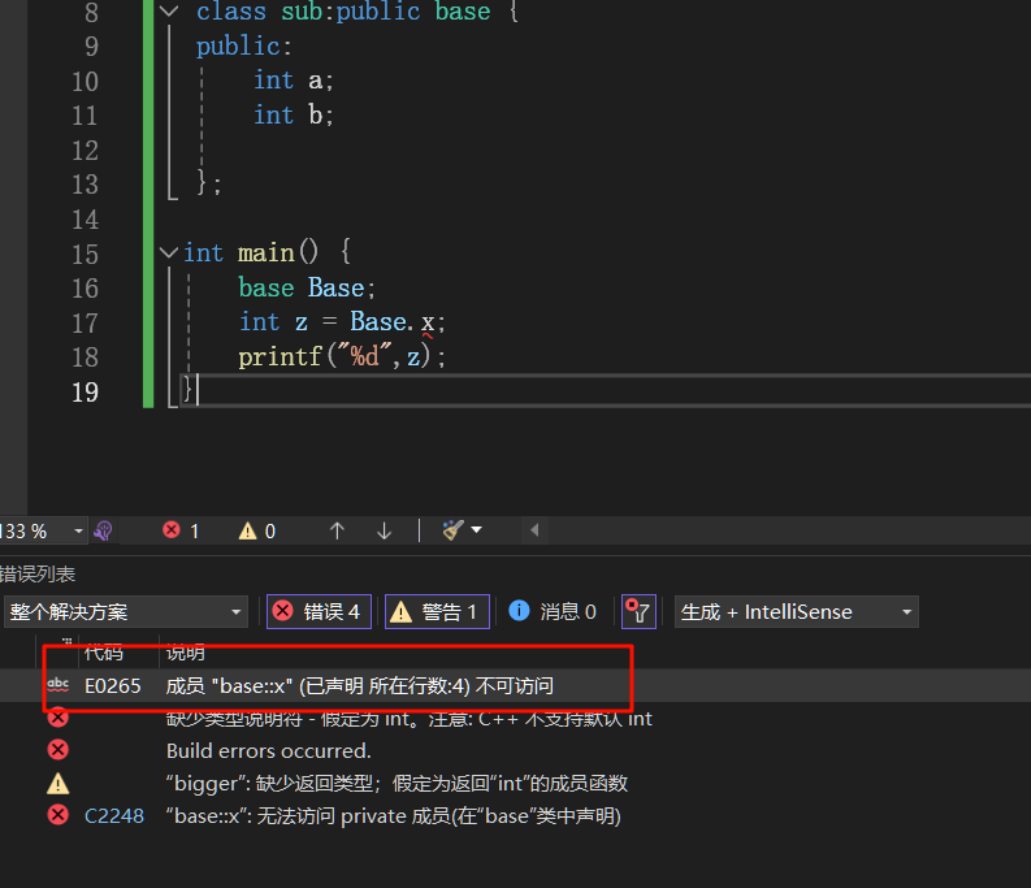 8 class sub:public base {
9 public:
10 int a;
11 int b;
12
13 };
14
15 int main() {
16 base Base;
17 int z = Base.x;
18 printf("%d",z);
19 }
133 % 1 0
错误列表
整个解决方案 错误 4 警告 1 消息 0 生成 + IntelliSense
代码 说明
abc E0265 成员 "base::x" (已声明 所在行数:4) 不可访问
缺少类型说明符 - 假定为 int。注意: C++ 不支持默认 int
Build errors occurred.
“bigger”: 缺少返回类型；假定为返回“int”的成员函数
C2248 “base::x”: 无法访问 private 成员(在“base”类中声明)